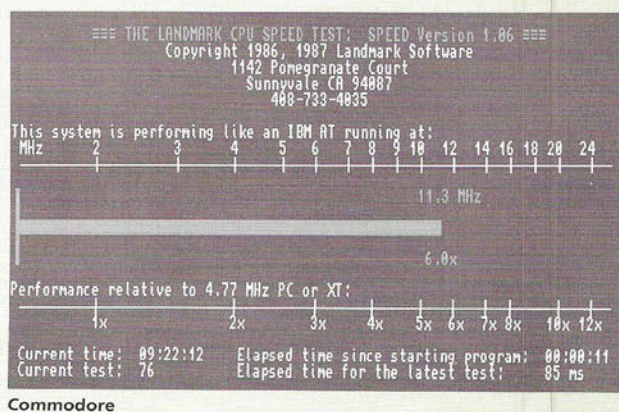 ≡≡≡ THE LANDMARK CPU SPEED TEST: SPEED Version 1.06 ≡≡≡
Copyright 1986, 1987 Landmark Software
1142 Pomegranate Court
Sunnyvale CA 94087
408-733-4035
This system is performing like an IBM AT running at:
MHz 2 3 4 5 6 7 8 9 10 12 14 16 18 20 24
11.3 MHz
6.0x
Performance relative to 4.77 MHz PC or XT:
1x 2x 3x 4x 5x 6x 7x 8x 10x 12x
Current time: 09:22:12 Elapsed time since starting program: 00:00:11
Current test: 76 Elapsed time for the latest test: 85 ms
Commodore